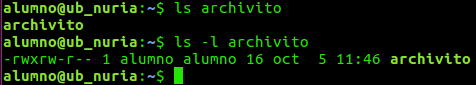 alumno@ub_nuria:~$ ls archivito
archivito
alumno@ub_nuria:~$ ls -l archivito
-rwxrw-r-- 1 alumno alumno 16 oct  5 11:46 archivito
alumno@ub_nuria:~$